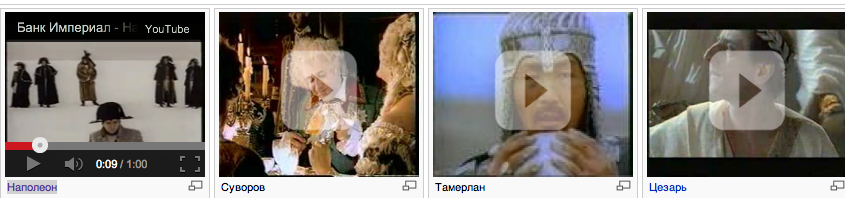 Банк Империал - На
YouTube
0:09 / 1:00
Наполеон
Суворов
Тамерлан
Цезарь